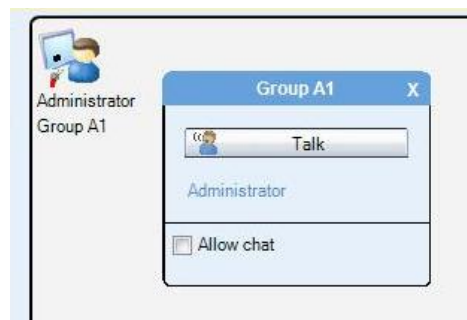 Administrator
Group A1
Group A1 X
Talk
Administrator
Allow chat